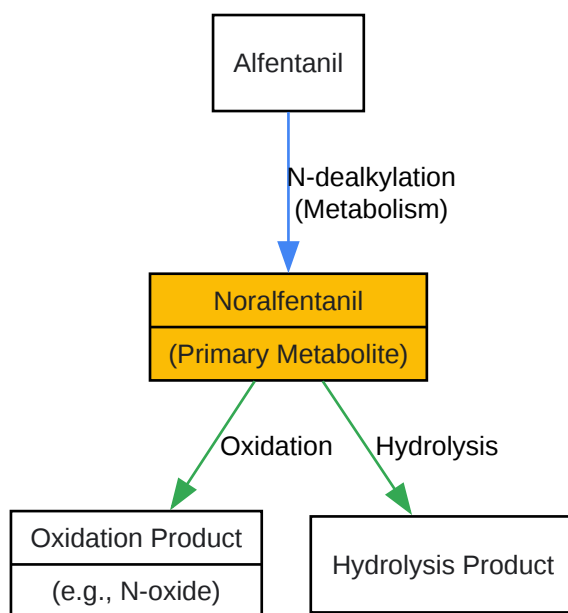 Alfentanil
N-dealkylation
(Metabolism)
Noralfentanil
(Primary Metabolite)
Oxidation
Hydrolysis
Oxidation Product
(e.g., N-oxide)
Hydrolysis Product